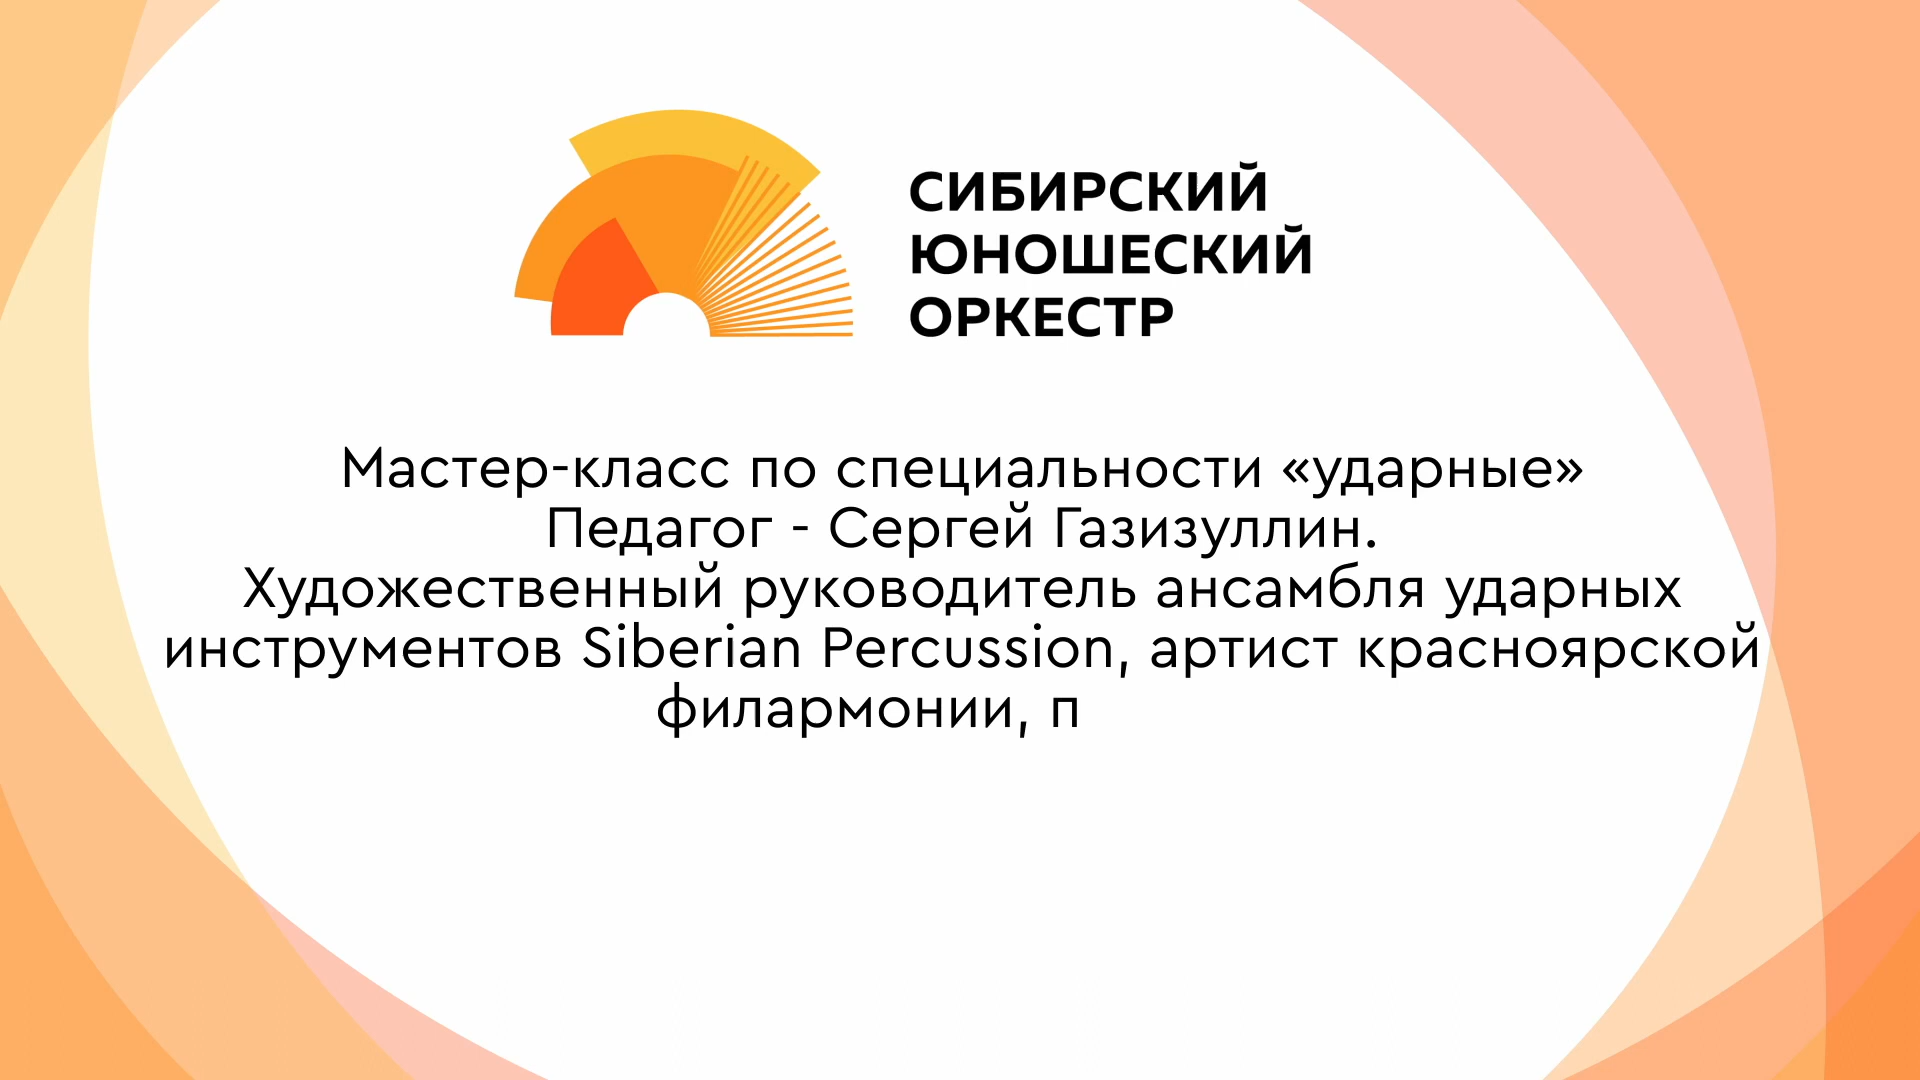 СИБИРСКИЙ
ЮНОШЕСКИЙ
ОРКЕСТР
Мастер-класс по специальности «ударные»
Педагог - Сергей Газизуллин.
Художественный руководитель ансамбля ударных
инструментов Siberian Percussion, артист красноярской
филармонии, п